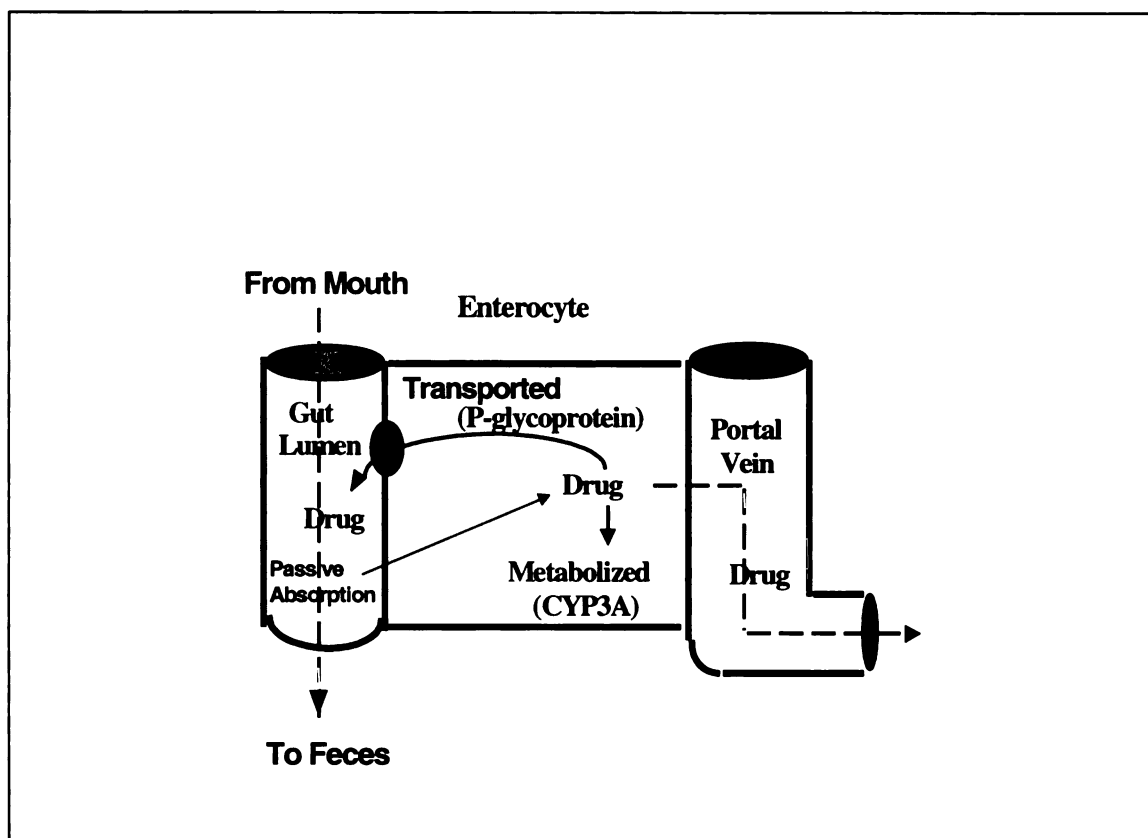 From Mouth
Enterocyte
Transported
(P-glycoprotein)
Gut
Lumen
Drug
Passive
Absorption
Drug
Metabolized
(CYP3A)
Portal
Vein
Drug
To Feces